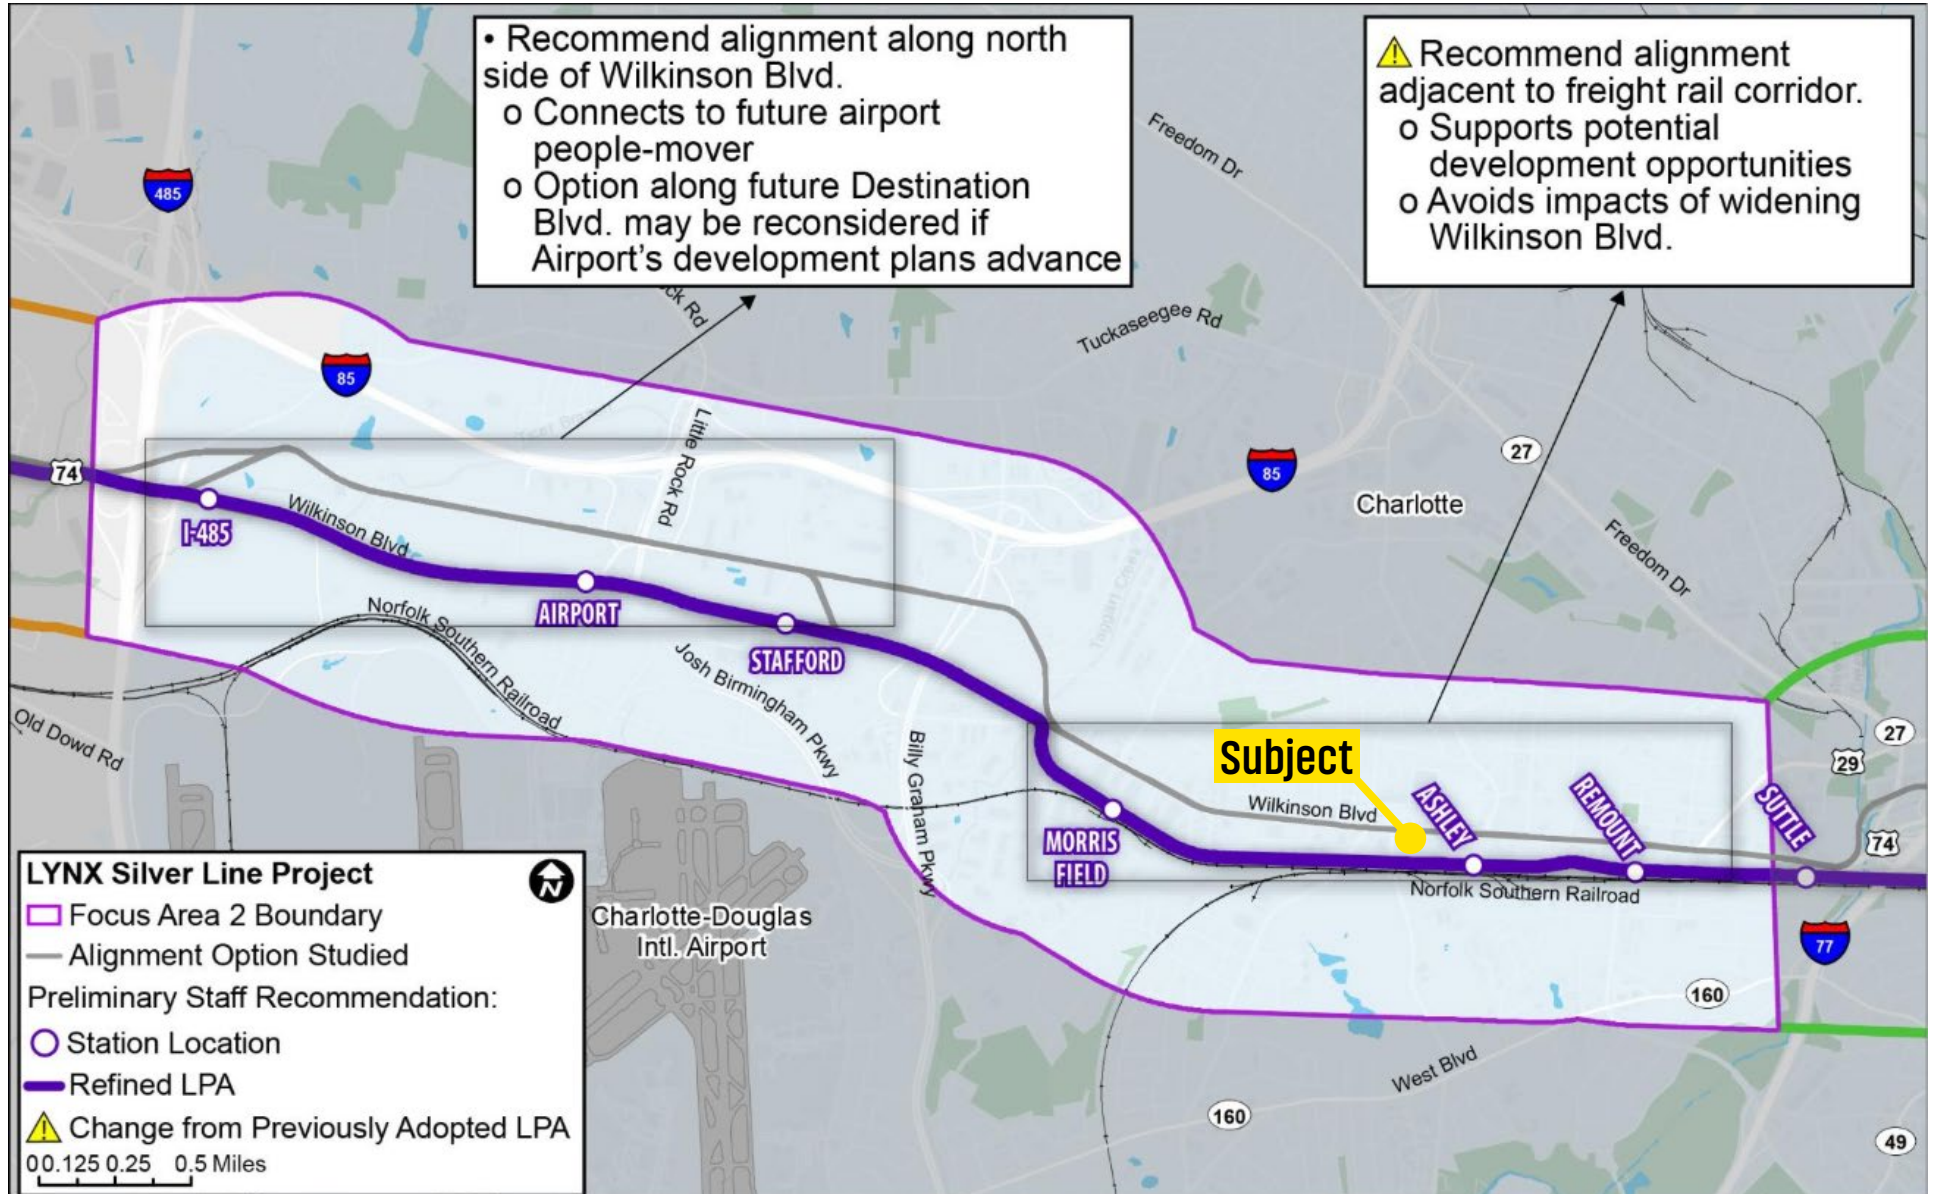 • Recommend alignment along north
side of Wilkinson Blvd.
o Connects to future airport
people-mover
o Option along future Destination
Blvd. may be reconsidered if
Airport's development plans advance
⚠ Recommend alignment
adjacent to freight rail corridor.
o Supports potential
development opportunities
o Avoids impacts of widening
Wilkinson Blvd.
Freedom Dr
485
ck Rd
Tuckaseegee Rd
85
Little Rock Rd
27
85
74
Charlotte
I-485
Wilkinson Blvd
Freedom Dr
Taggart Creek
AIRPORT
Norfolk Southern Railroad
STAFFORD
Josh Birmingham Pkwy
Old Dowd Rd
Billy Graham Pkwy
Subject
27
29
Wilkinson Blvd
ASHLEY
REMOUNT
SUTTLE
MORRIS
FIELD
74
Norfolk Southern Railroad
Charlotte-Douglas
Intl. Airport
77
160
West Blvd
160
49
LYNX Silver Line Project
N
Focus Area 2 Boundary
Alignment Option Studied
Preliminary Staff Recommendation:
Station Location
Refined LPA
⚠ Change from Previously Adopted LPA
0 0.125 0.25 0.5 Miles